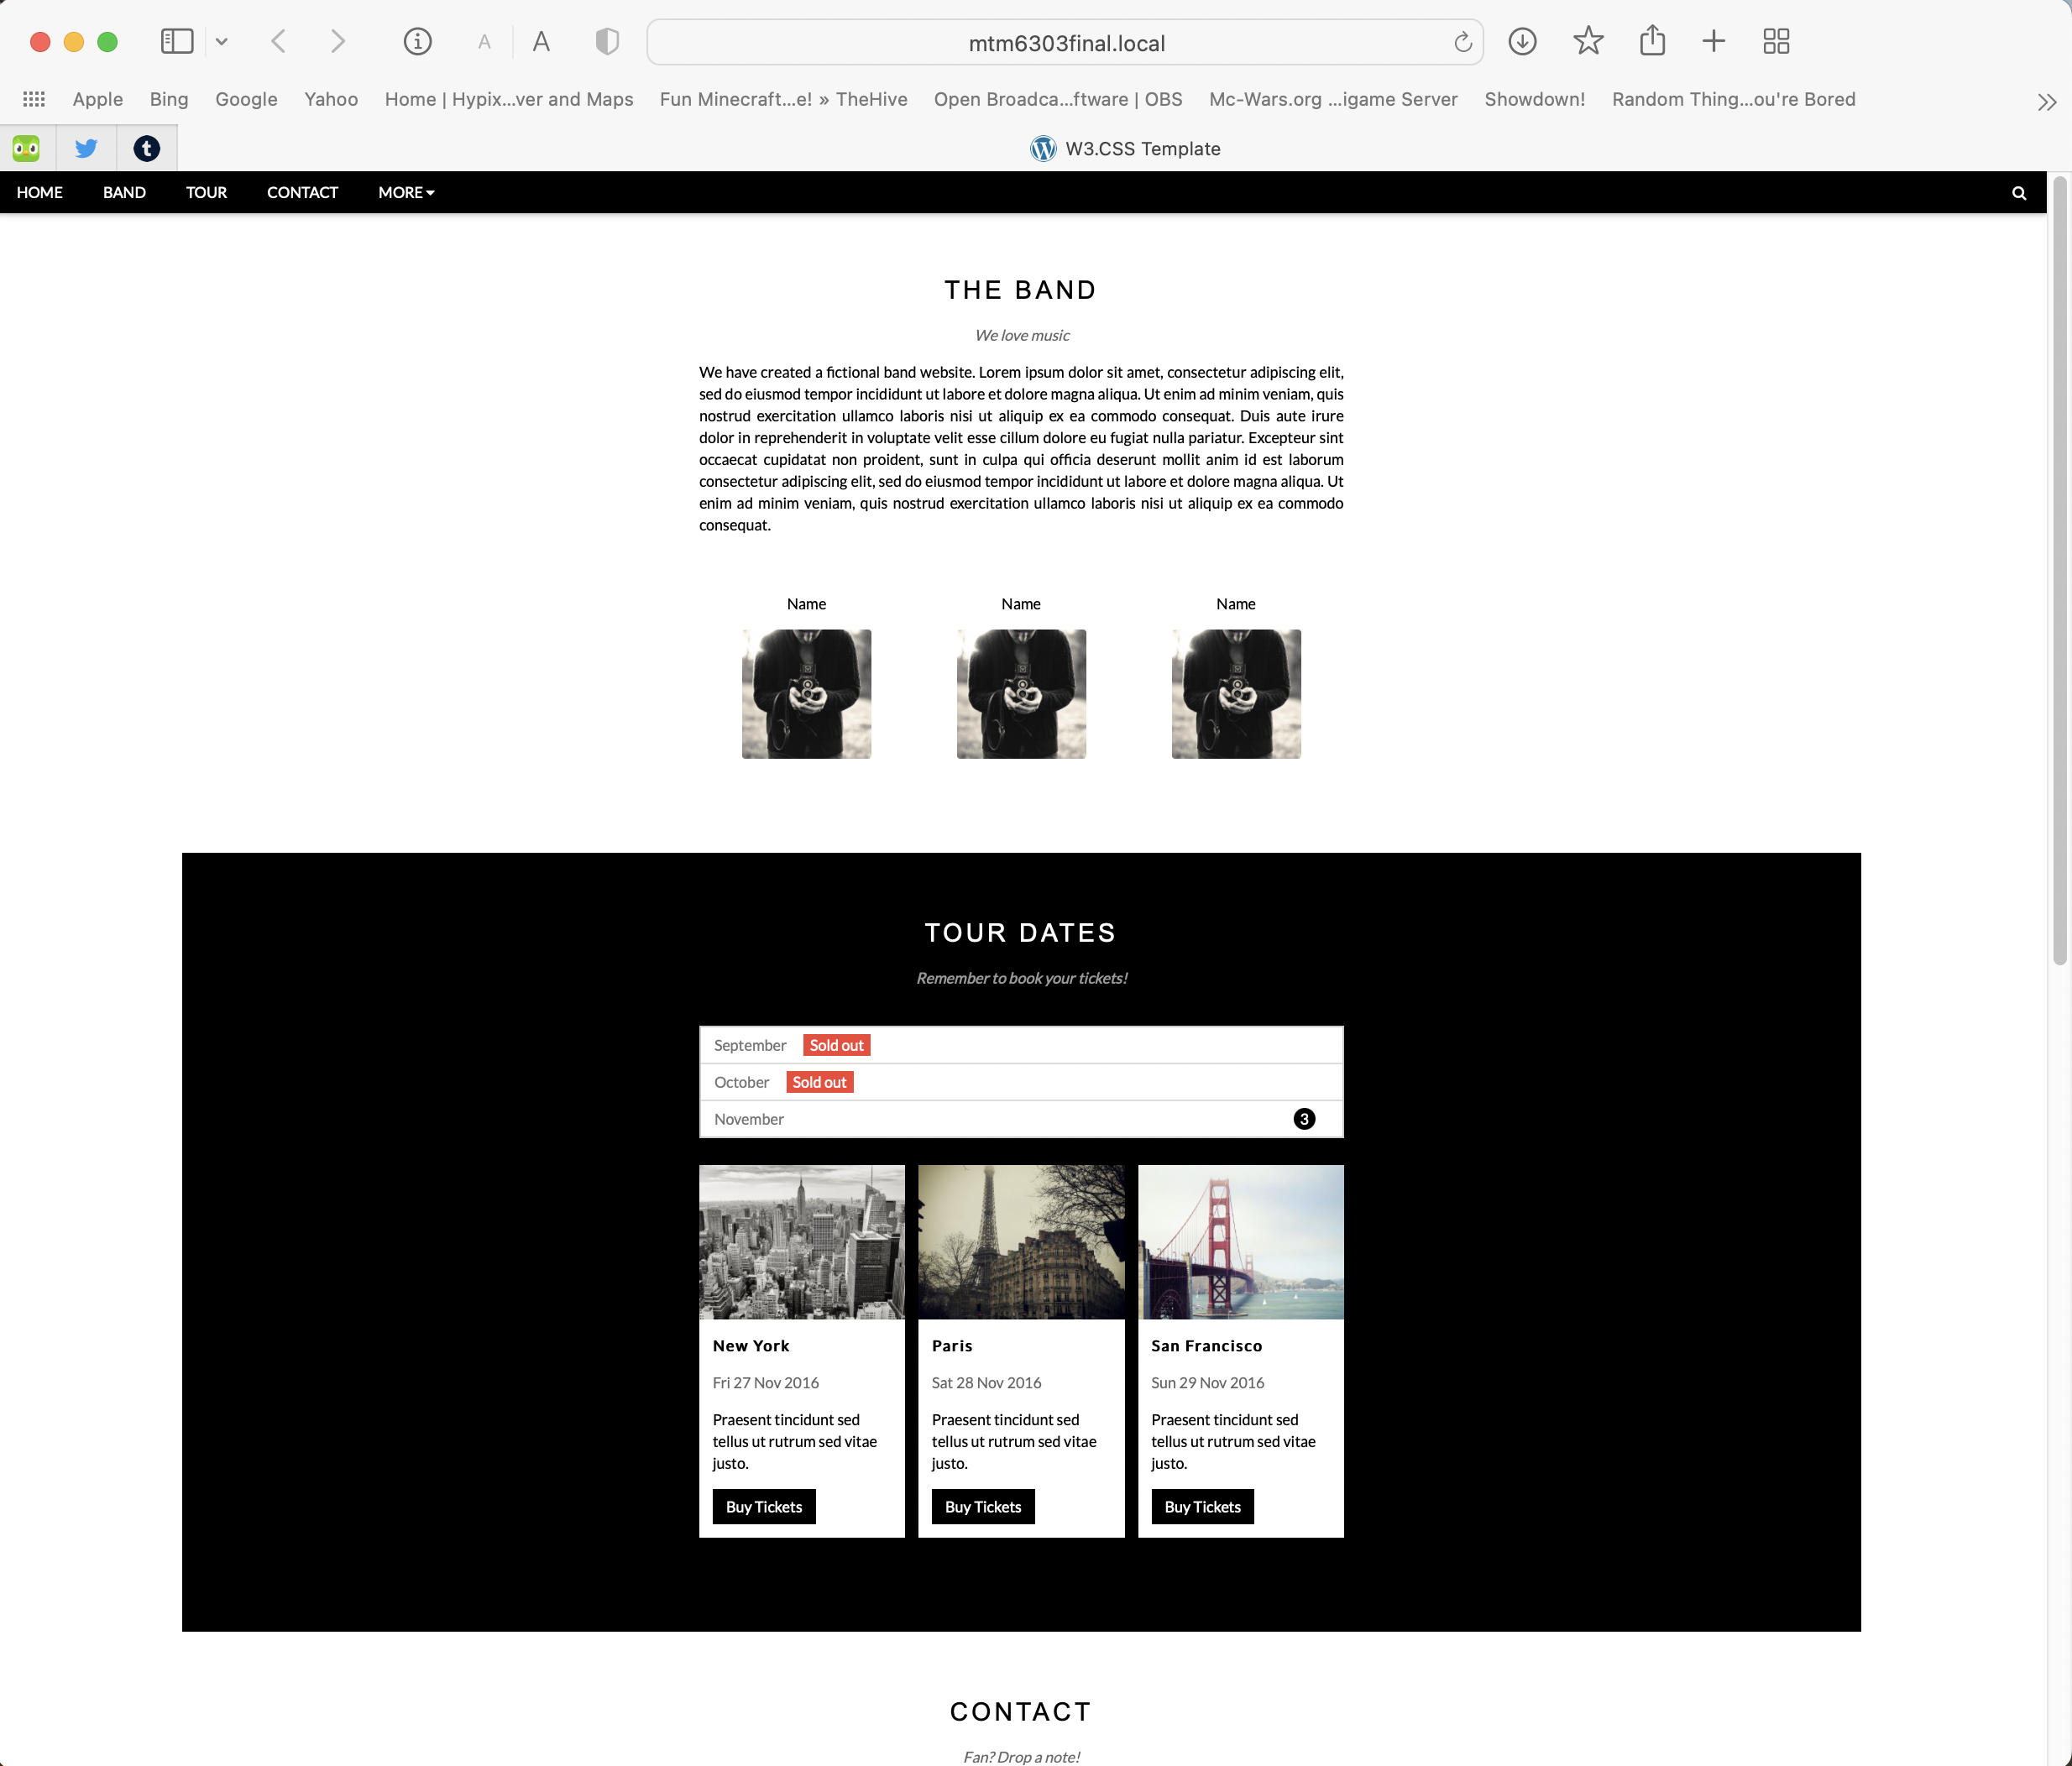 mtm6303final.local
Apple Bing Google Yahoo Home | Hypix...ver and Maps Fun Minecraft...e! » TheHive Open Broadca...ftware | OBS Mc-Wars.org ...igame Server Showdown! Random Thing...ou're Bored
W3.CSS Template
HOME BAND TOUR CONTACT MORE
THE BAND
We love music
We have created a fictional band website. Lorem ipsum dolor sit amet, consectetur adipiscing elit,
sed do eiusmod tempor incididunt ut labore et dolore magna aliqua. Ut enim ad minim veniam, quis
nostrud exercitation ullamco laboris nisi ut aliquip ex ea commodo consequat. Duis aute irure
dolor in reprehenderit in voluptate velit esse cillum dolore eu fugiat nulla pariatur. Excepteur sint
occaecat cupidatat non proident, sunt in culpa qui officia deserunt mollit anim id est laborum
consectetur adipiscing elit, sed do eiusmod tempor incididunt ut labore et dolore magna aliqua. Ut
enim ad minim veniam, quis nostrud exercitation ullamco laboris nisi ut aliquip ex ea commodo
consequat.
Name Name Name
TOUR DATES
Remember to book your tickets!
September Sold out
October Sold out
November 3
New York
Fri 27 Nov 2016
Praesent tincidunt sed
tellus ut rutrum sed vitae
justo.
Buy Tickets
Paris
Sat 28 Nov 2016
Praesent tincidunt sed
tellus ut rutrum sed vitae
justo.
Buy Tickets
San Francisco
Sun 29 Nov 2016
Praesent tincidunt sed
tellus ut rutrum sed vitae
justo.
Buy Tickets
CONTACT
Fan? Drop a note!